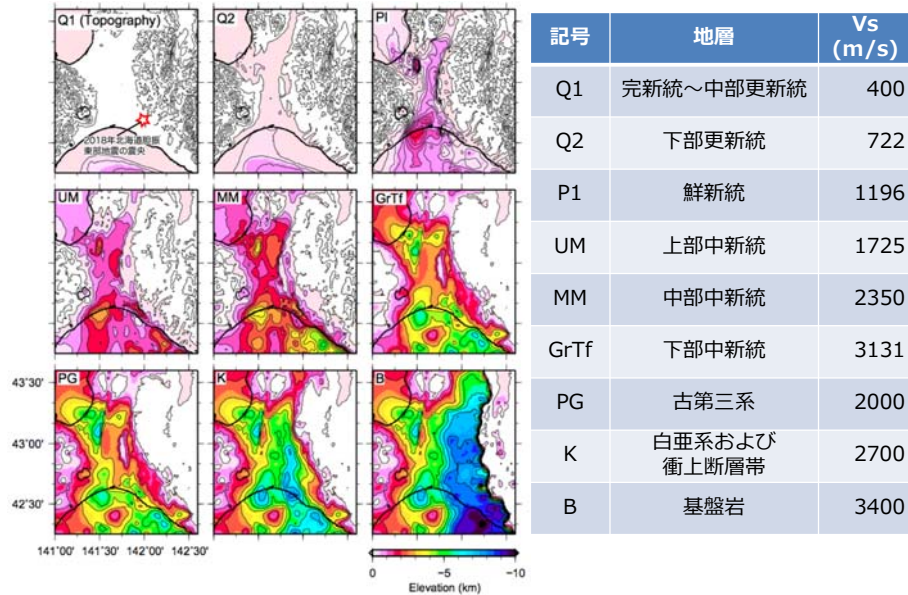 Q1 (Topography)
Q2
Pl
2018年北海道胆振
東部地震の震央
UM
MM
GrTf
PG
K
B
43˚30'
43˚00'
42˚30'
141˚00' 141˚30' 142˚00' 142˚30'
0 −5 −10
Elevation (km)
記号 地層 Vs
(m/s)
Q1 完新統～中部更新統 400
Q2 下部更新統 722
P1 鮮新統 1196
UM 上部中新統 1725
MM 中部中新統 2350
GrTf 下部中新統 3131
PG 古第三系 2000
K 白亜系および
衝上断層帯 2700
B 基盤岩 3400